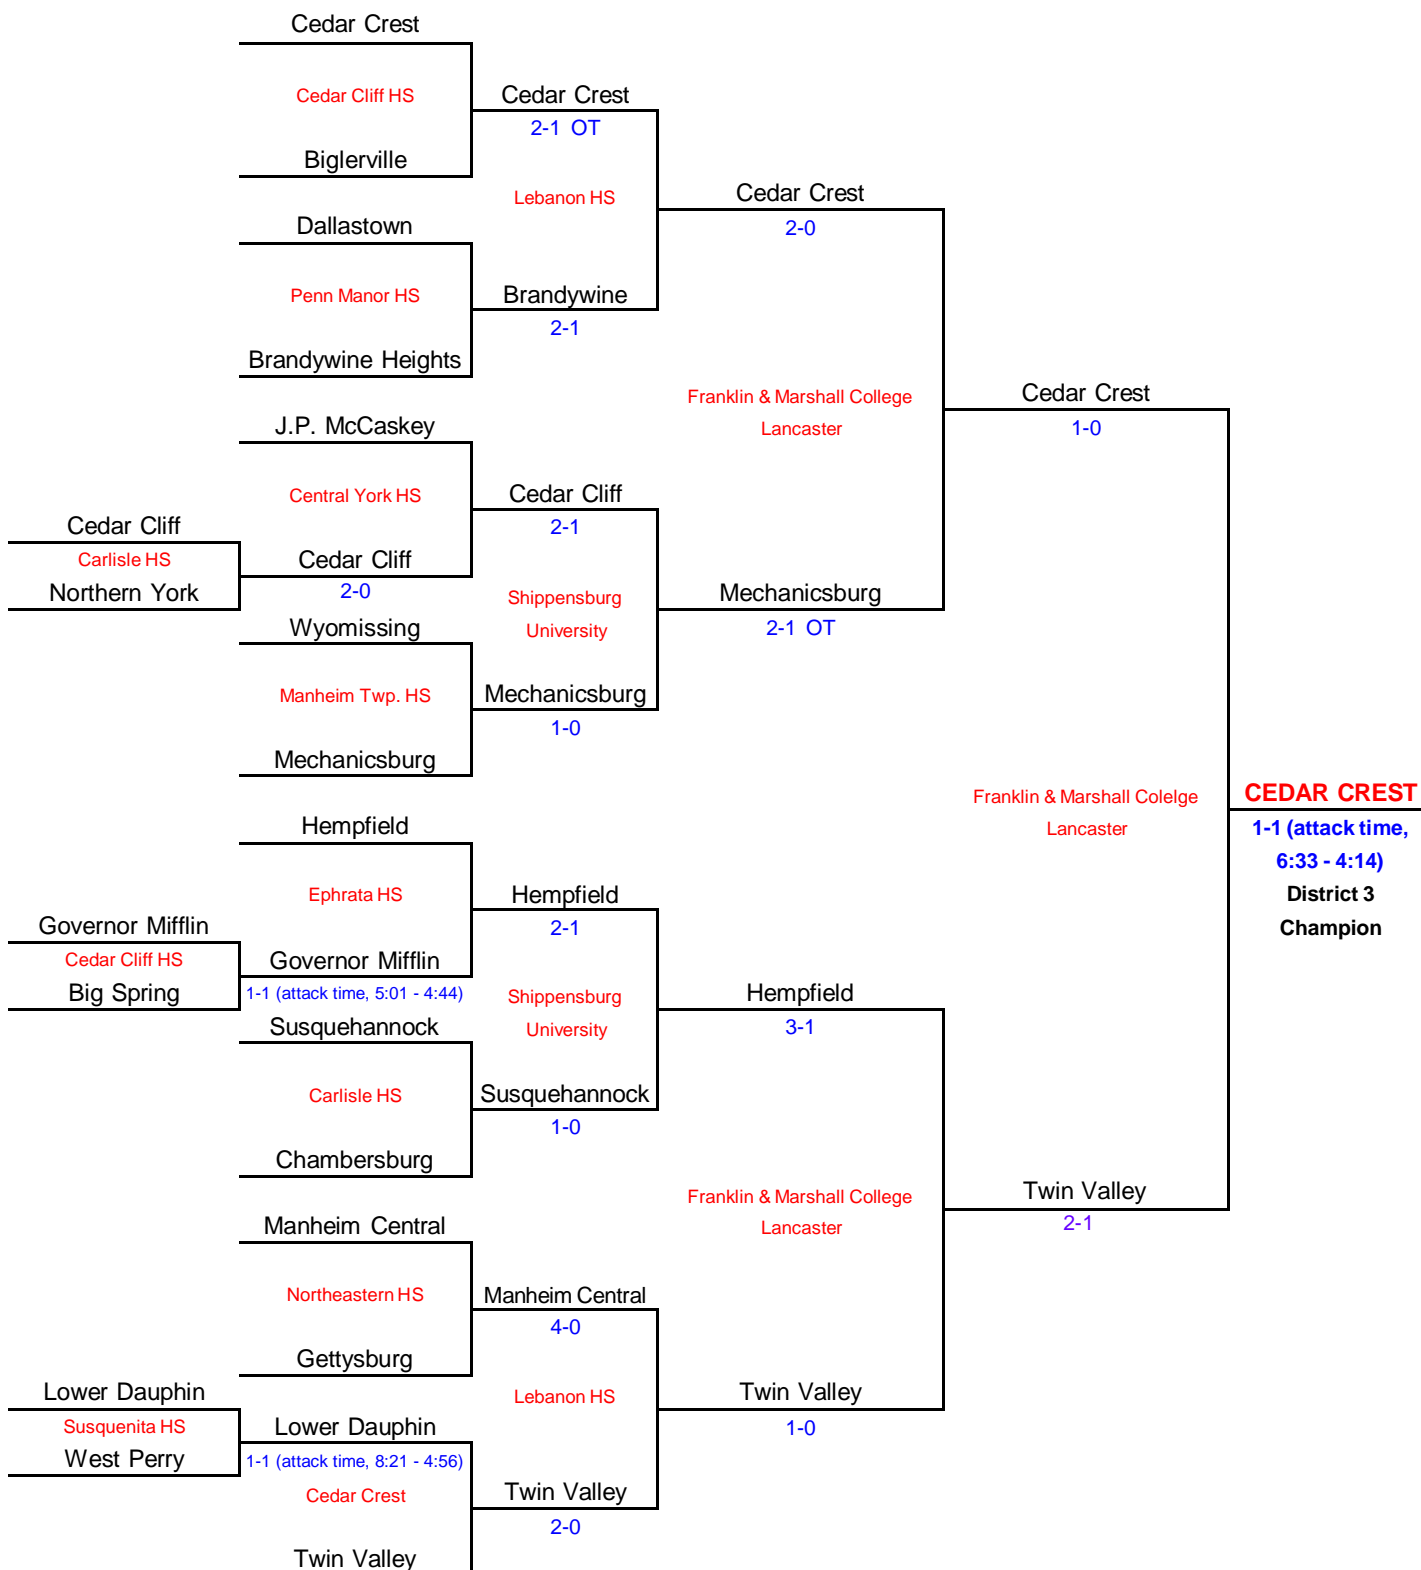 Cedar Crest
Cedar Cliff HS
Cedar Crest
2-1 OT
Biglerville
Lebanon HS
Cedar Crest
2-0
Dallastown
Penn Manor HS
Brandywine
2-1
Brandywine Heights
Franklin & Marshall College
Lancaster
Cedar Crest
1-0
J.P. McCaskey
Central York HS
Cedar Cliff
2-1
Cedar Cliff
Carlisle HS
Northern York
Cedar Cliff
2-0
Shippensburg
University
Mechanicsburg
2-1 OT
Wyomissing
Manheim Twp. HS
Mechanicsburg
1-0
Mechanicsburg
Franklin & Marshall Colelge
Lancaster
CEDAR CREST
1-1 (attack time,
6:33 - 4:14)
District 3
Champion
Hempfield
Ephrata HS
Hempfield
2-1
Governor Mifflin
Cedar Cliff HS
Big Spring
Governor Mifflin
1-1 (attack time, 5:01 - 4:44)
Shippensburg
University
Hempfield
3-1
Susquehannock
Carlisle HS
Susquehannock
1-0
Chambersburg
Franklin & Marshall College
Lancaster
Twin Valley
2-1
Manheim Central
Northeastern HS
Manheim Central
4-0
Gettysburg
Lebanon HS
Twin Valley
1-0
Lower Dauphin
Susquenita HS
West Perry
Lower Dauphin
1-1 (attack time, 8:21 - 4:56)
Cedar Crest
Twin Valley
2-0
Twin Valley